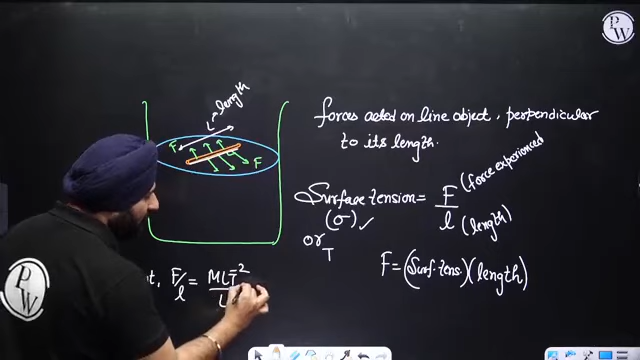 PW
length
L
F
F
forces acted on line object, perpendicular
to its length.
Surface tension = F/l (force experienced)
(length)
(σ) ✓
or
T
F = (Surf. tens.) (length)
t, F/l = MLT⁻²
L